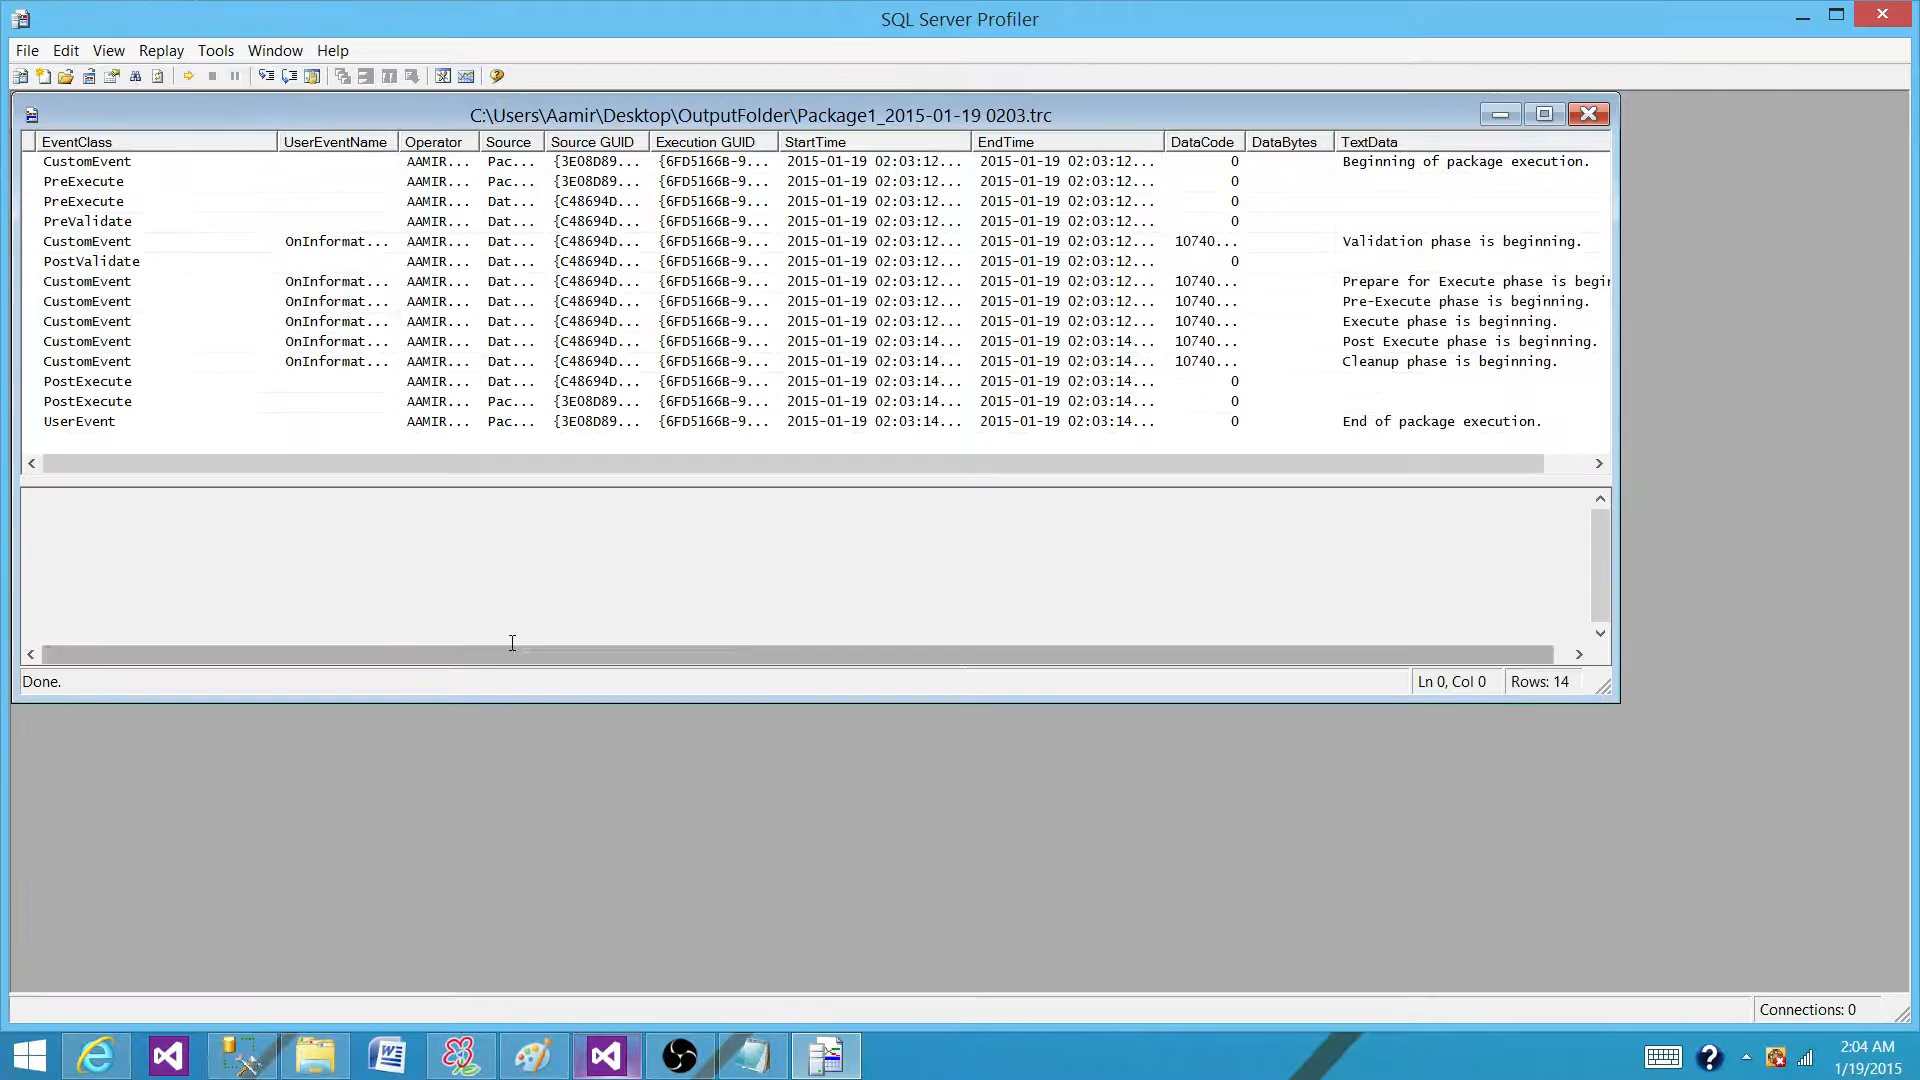 SQL Server Profiler
File Edit View Replay Tools Window Help
C:\Users\Aamir\Desktop\OutputFolder\Package1_2015-01-19 0203.trc
EventClass UserEventName Operator Source Source GUID Execution GUID StartTime EndTime DataCode DataBytes TextData
CustomEvent AAMIR... Pac... {3E08D89... {6FD5166B-9... 2015-01-19 02:03:12... 2015-01-19 02:03:12... 0 Beginning of package execution.
PreExecute AAMIR... Pac... {3E08D89... {6FD5166B-9... 2015-01-19 02:03:12... 2015-01-19 02:03:12... 0
PreExecute AAMIR... Dat... {C48694D... {6FD5166B-9... 2015-01-19 02:03:12... 2015-01-19 02:03:12... 0
PreValidate AAMIR... Dat... {C48694D... {6FD5166B-9... 2015-01-19 02:03:12... 2015-01-19 02:03:12... 0
CustomEvent OnInformat... AAMIR... Dat... {C48694D... {6FD5166B-9... 2015-01-19 02:03:12... 2015-01-19 02:03:12... 10740... Validation phase is beginning.
PostValidate AAMIR... Dat... {C48694D... {6FD5166B-9... 2015-01-19 02:03:12... 2015-01-19 02:03:12... 0
CustomEvent OnInformat... AAMIR... Dat... {C48694D... {6FD5166B-9... 2015-01-19 02:03:12... 2015-01-19 02:03:12... 10740... Prepare for Execute phase is begin
CustomEvent OnInformat... AAMIR... Dat... {C48694D... {6FD5166B-9... 2015-01-19 02:03:12... 2015-01-19 02:03:12... 10740... Pre-Execute phase is beginning.
CustomEvent OnInformat... AAMIR... Dat... {C48694D... {6FD5166B-9... 2015-01-19 02:03:12... 2015-01-19 02:03:12... 10740... Execute phase is beginning.
CustomEvent OnInformat... AAMIR... Dat... {C48694D... {6FD5166B-9... 2015-01-19 02:03:14... 2015-01-19 02:03:14... 10740... Post Execute phase is beginning.
CustomEvent OnInformat... AAMIR... Dat... {C48694D... {6FD5166B-9... 2015-01-19 02:03:14... 2015-01-19 02:03:14... 10740... Cleanup phase is beginning.
PostExecute AAMIR... Dat... {C48694D... {6FD5166B-9... 2015-01-19 02:03:14... 2015-01-19 02:03:14... 0
PostExecute AAMIR... Pac... {3E08D89... {6FD5166B-9... 2015-01-19 02:03:14... 2015-01-19 02:03:14... 0
UserEvent AAMIR... Pac... {3E08D89... {6FD5166B-9... 2015-01-19 02:03:14... 2015-01-19 02:03:14... 0 End of package execution.
Done. Ln 0, Col 0 Rows: 14
Connections: 0
2:04 AM
1/19/2015